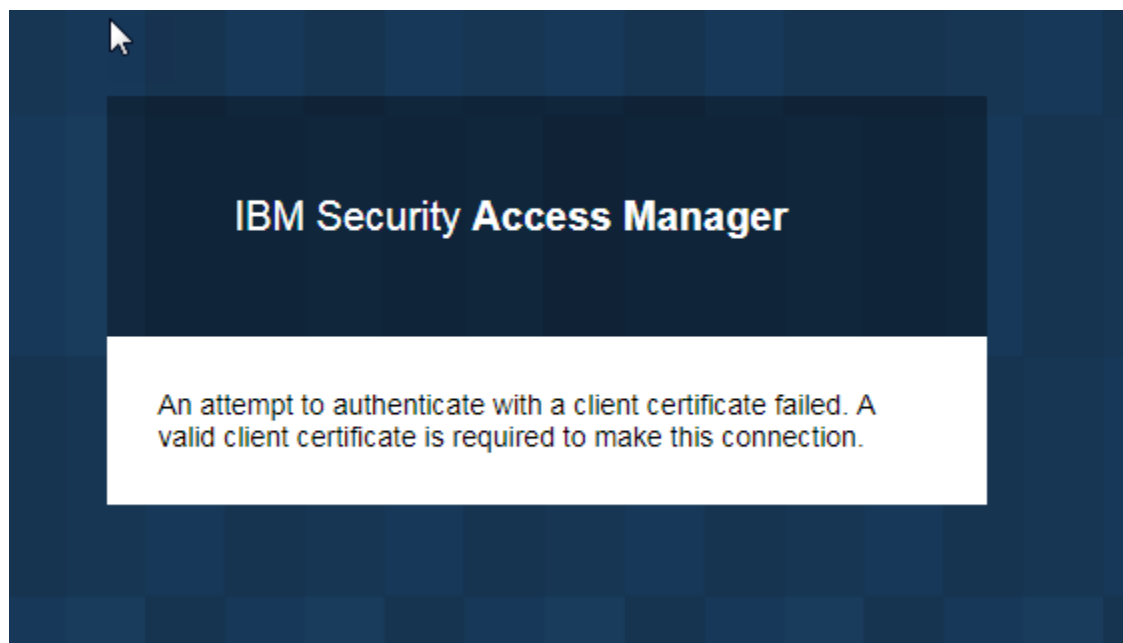 IBM Security Access Manager
An attempt to authenticate with a client certificate failed. A
valid client certificate is required to make this connection.